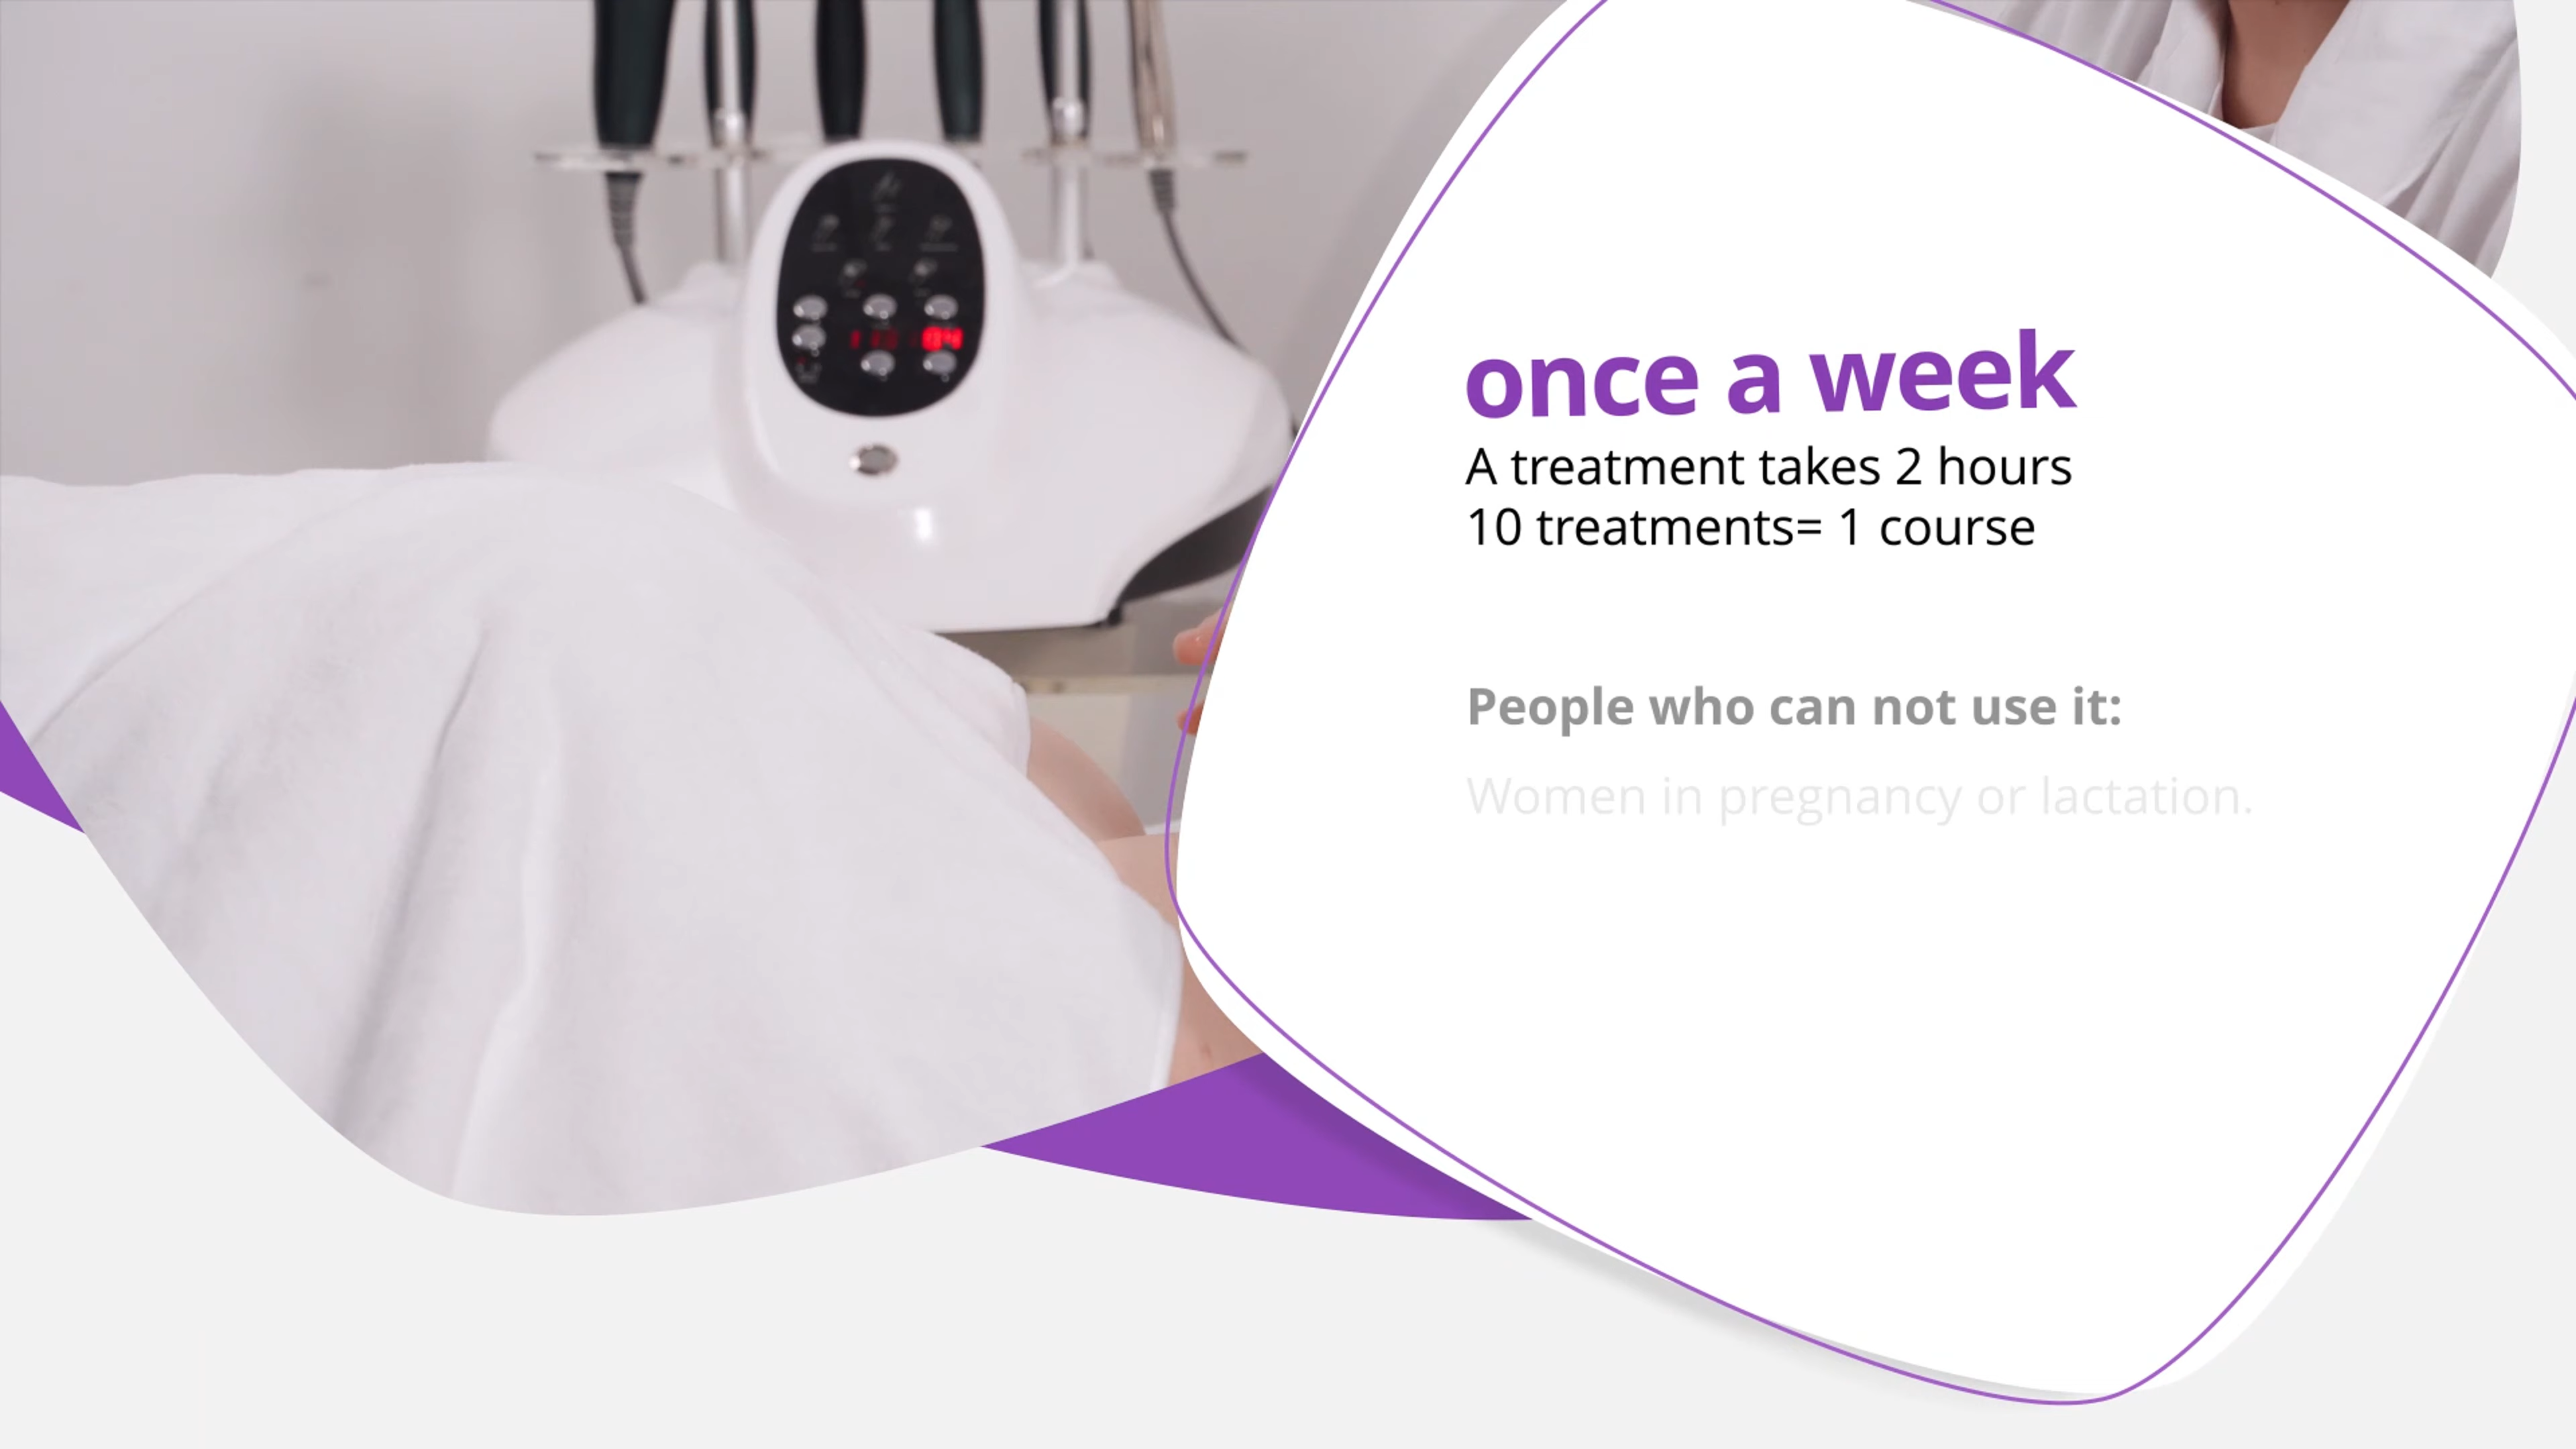 once a week
A treatment takes 2 hours
10 treatments= 1 course
People who can not use it:
Women in pregnancy or lactation.